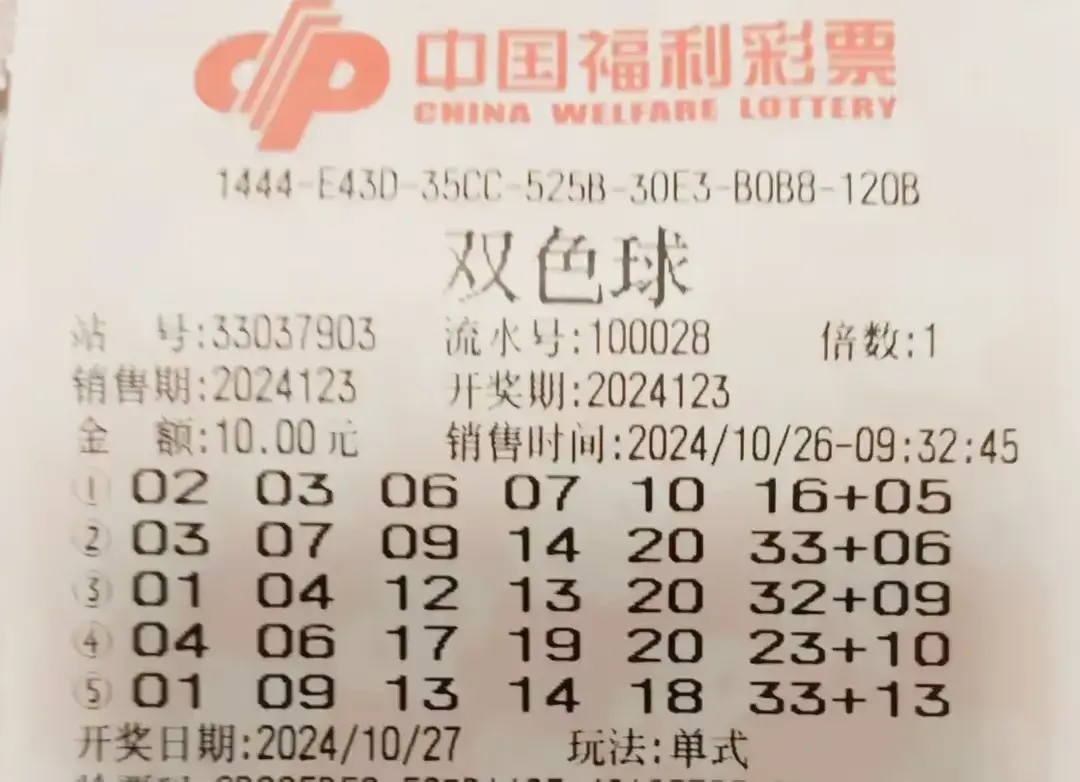 中国福利彩票
CHINA WELFARE LOTTERY
1444-E43D-35CC-525B-30E3-B0B8-120B
双色球
站 号:33037903 流水号:100028 倍数:1
销售期:2024123 开奖期:2024123
金 额:10.00元 销售时间:2024/10/26-09:32:45
① 02 03 06 07 10 16+05
② 03 07 09 14 20 33+06
③ 01 04 12 13 20 32+09
④ 04 06 17 19 20 23+10
⑤ 01 09 13 14 18 33+13
开奖日期:2024/10/27 玩法:单式